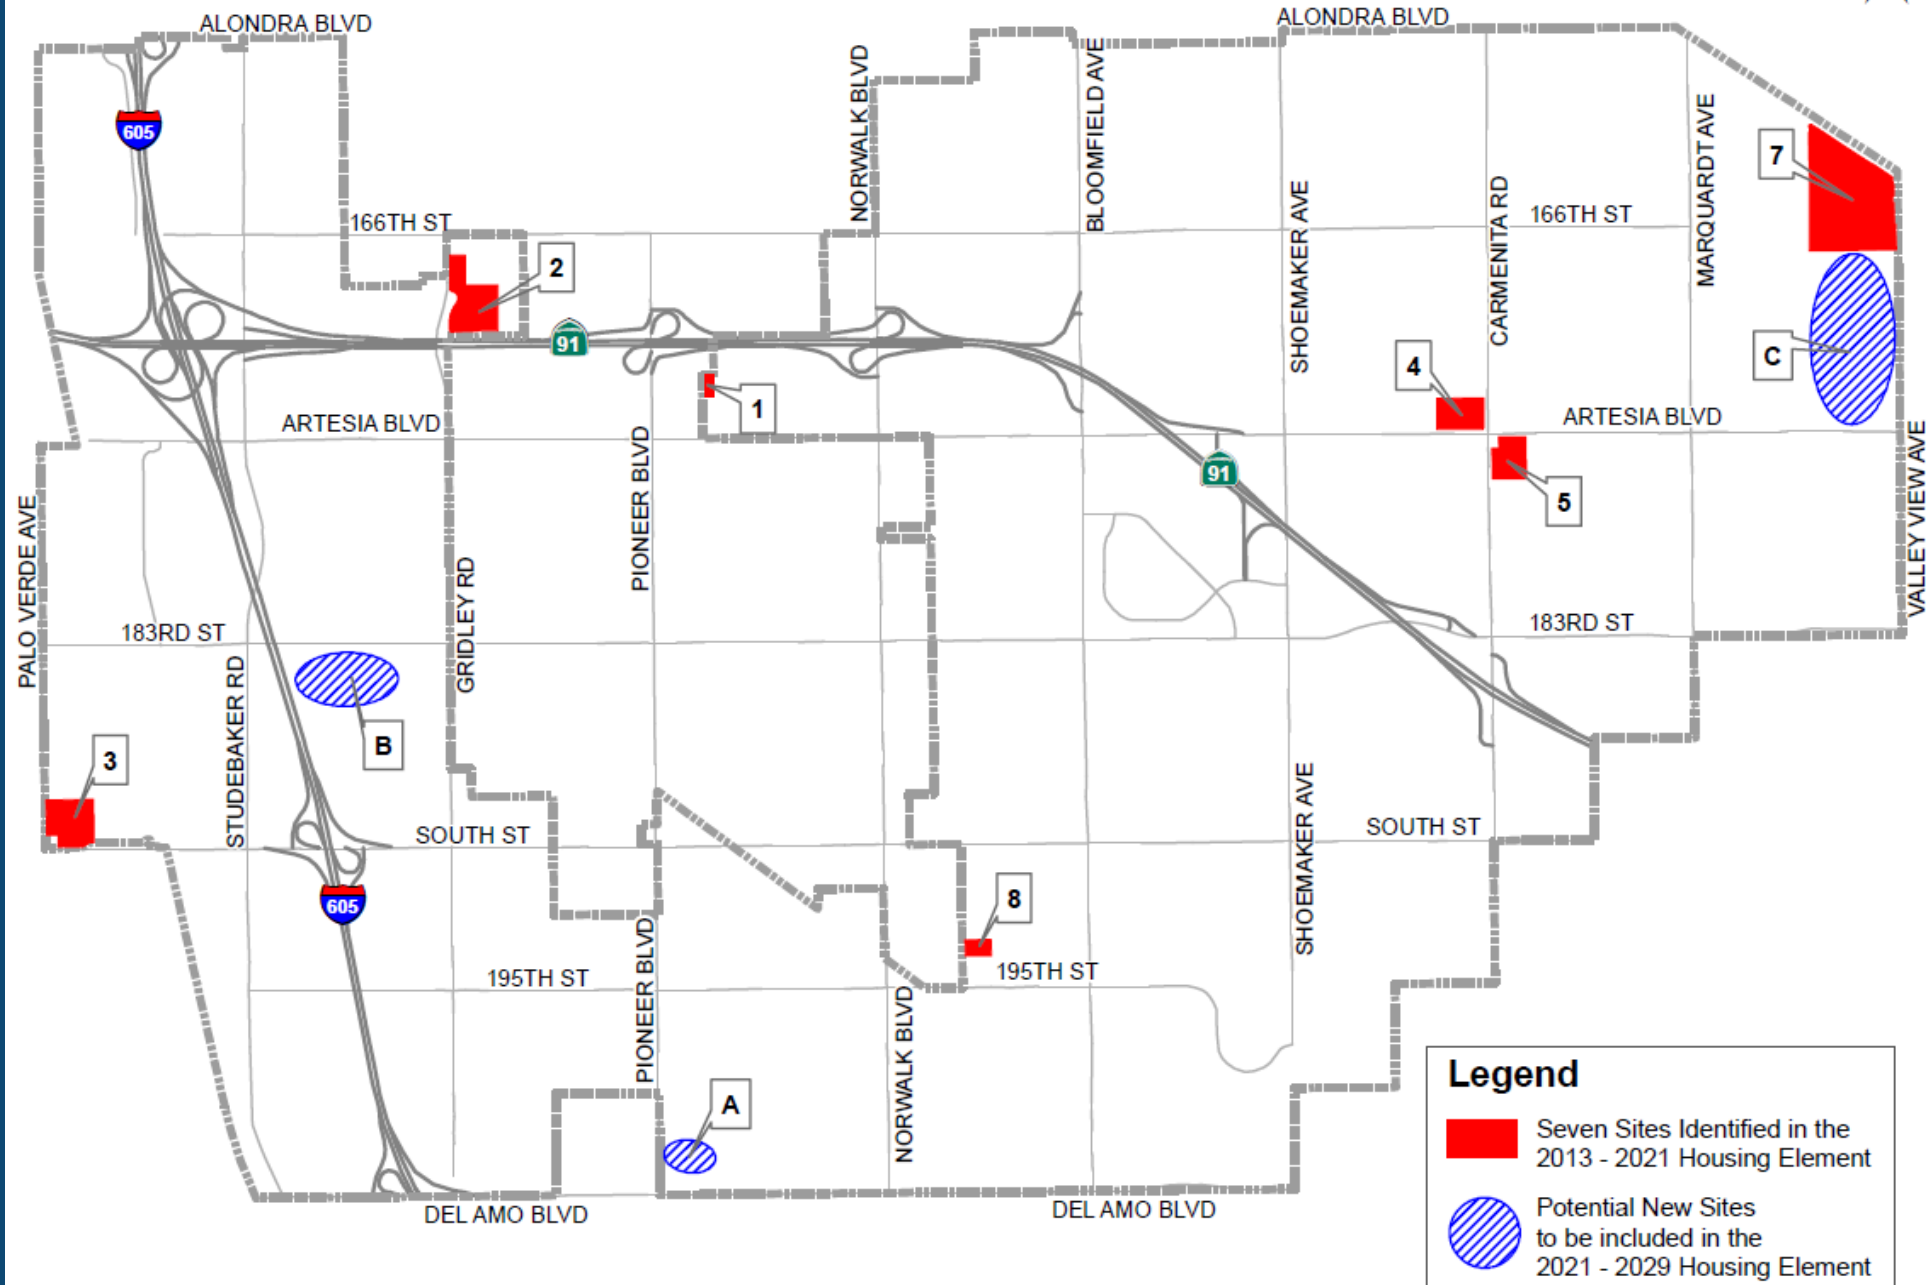 ALONDRA BLVD
ALONDRA BLVD
605
NORWALK BLVD
BLOOMFIELD AVE
MARQUARDT AVE
7
166TH ST
166TH ST
SHOEMAKER AVE
CARMENITA RD
2
91
C
4
1
ARTESIA BLVD
ARTESIA BLVD
PIONEER BLVD
91
5
VALLEY VIEW AVE
PALO VERDE AVE
GRIDLEY RD
183RD ST
183RD ST
STUDEBAKER RD
B
3
SOUTH ST
SOUTH ST
SHOEMAKER AVE
605
8
195TH ST
195TH ST
PIONEER BLVD
NORWALK BLVD
A
DEL AMO BLVD
DEL AMO BLVD
Legend
Seven Sites Identified in the
2013 - 2021 Housing Element
Potential New Sites
to be included in the
2021 - 2029 Housing Element